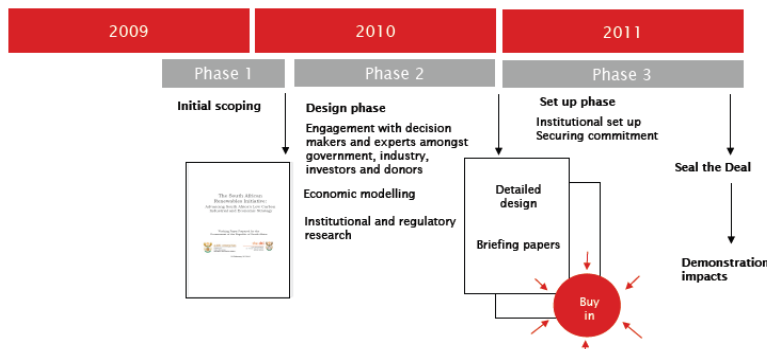 2009
2010
2011
Phase 1
Phase 2
Phase 3
Initial scoping
Design phase
Engagement with decision
makers and experts amongst
government, industry,
investors and donors
Economic modelling
Institutional and regulatory
research
Set up phase
Institutional set up
Securing commitment
Seal the Deal
Demonstration
impacts
The South African
Renewables Initiative:
Detailed
design
Briefing papers
Buy
in